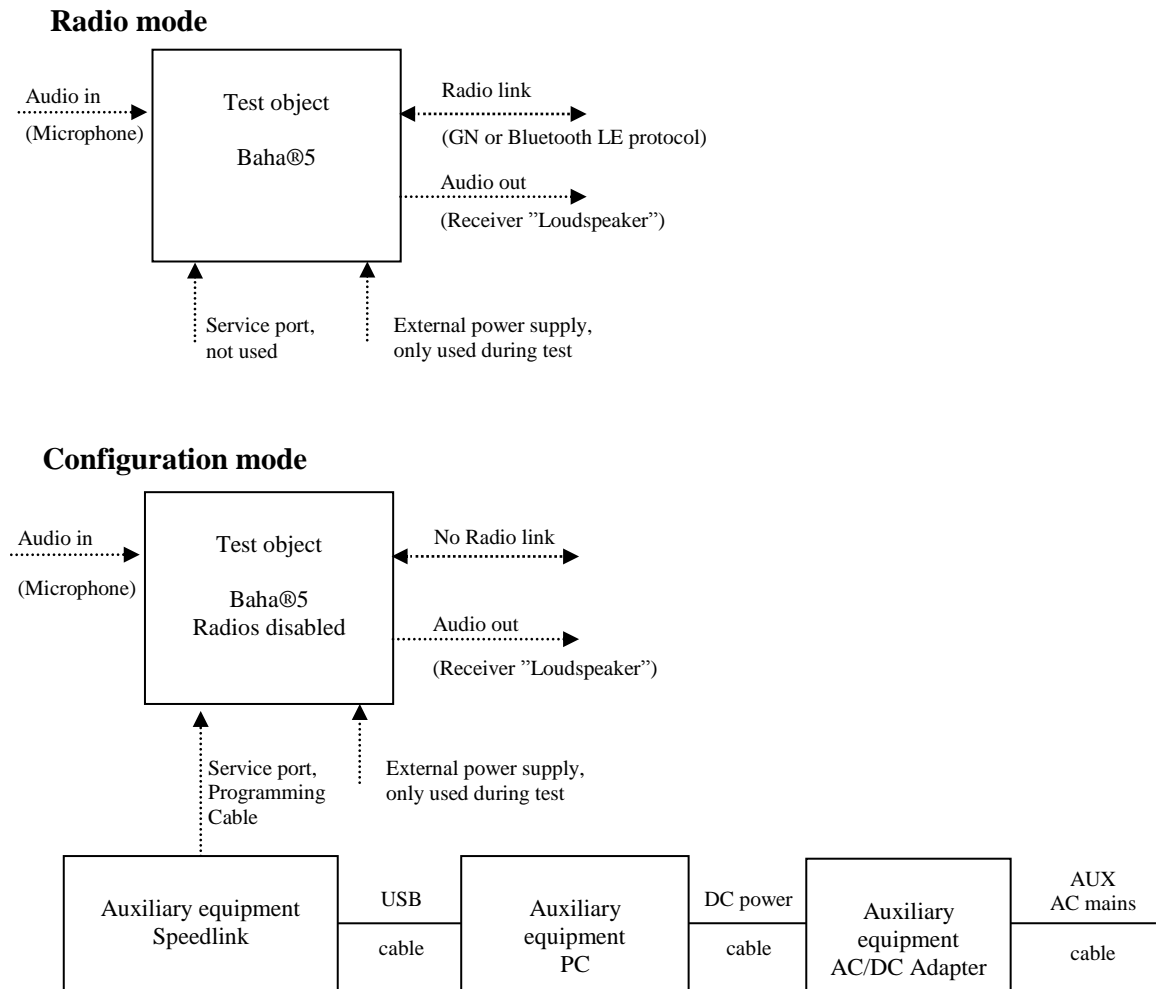 Radio mode
Audio in
(Microphone)
Test object
Baha®5
Radio link
(GN or Bluetooth LE protocol)
Audio out
(Receiver ”Loudspeaker”)
Service port,
not used
External power supply,
only used during test
Configuration mode
Audio in
(Microphone)
Test object
Baha®5
Radios disabled
No Radio link
Audio out
(Receiver ”Loudspeaker”)
Service port,
Programming
Cable
External power supply,
only used during test
Auxiliary equipment
Speedlink
USB
cable
Auxiliary
equipment
PC
DC power
cable
Auxiliary
equipment
AC/DC Adapter
AUX
AC mains
cable